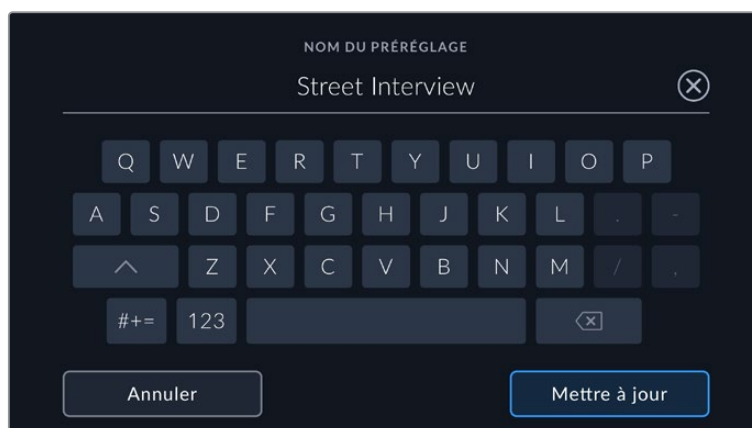 NOM DU PRÉRÉGLAGE
Street Interview
Q W E R T Y U I O P
A S D F G H J K L . -
Z X C V B N M / ,
#+= 123
Annuler Mettre à jour